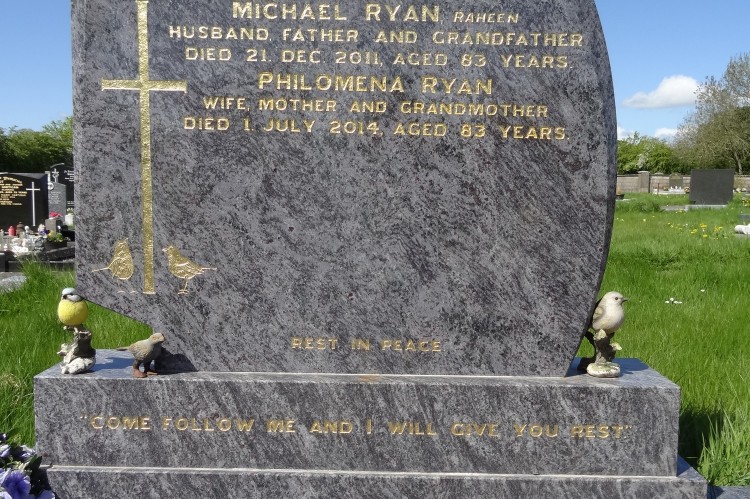 MICHAEL RYAN, RAHEEN
HUSBAND, FATHER AND GRANDFATHER
DIED 21. DEC 2011, AGED 83 YEARS.
PHILOMENA RYAN
WIFE, MOTHER AND GRANDMOTHER
DIED 1. JULY 2014, AGED 83 YEARS.
REST IN PEACE
"COME FOLLOW ME AND I WILL GIVE YOU REST"